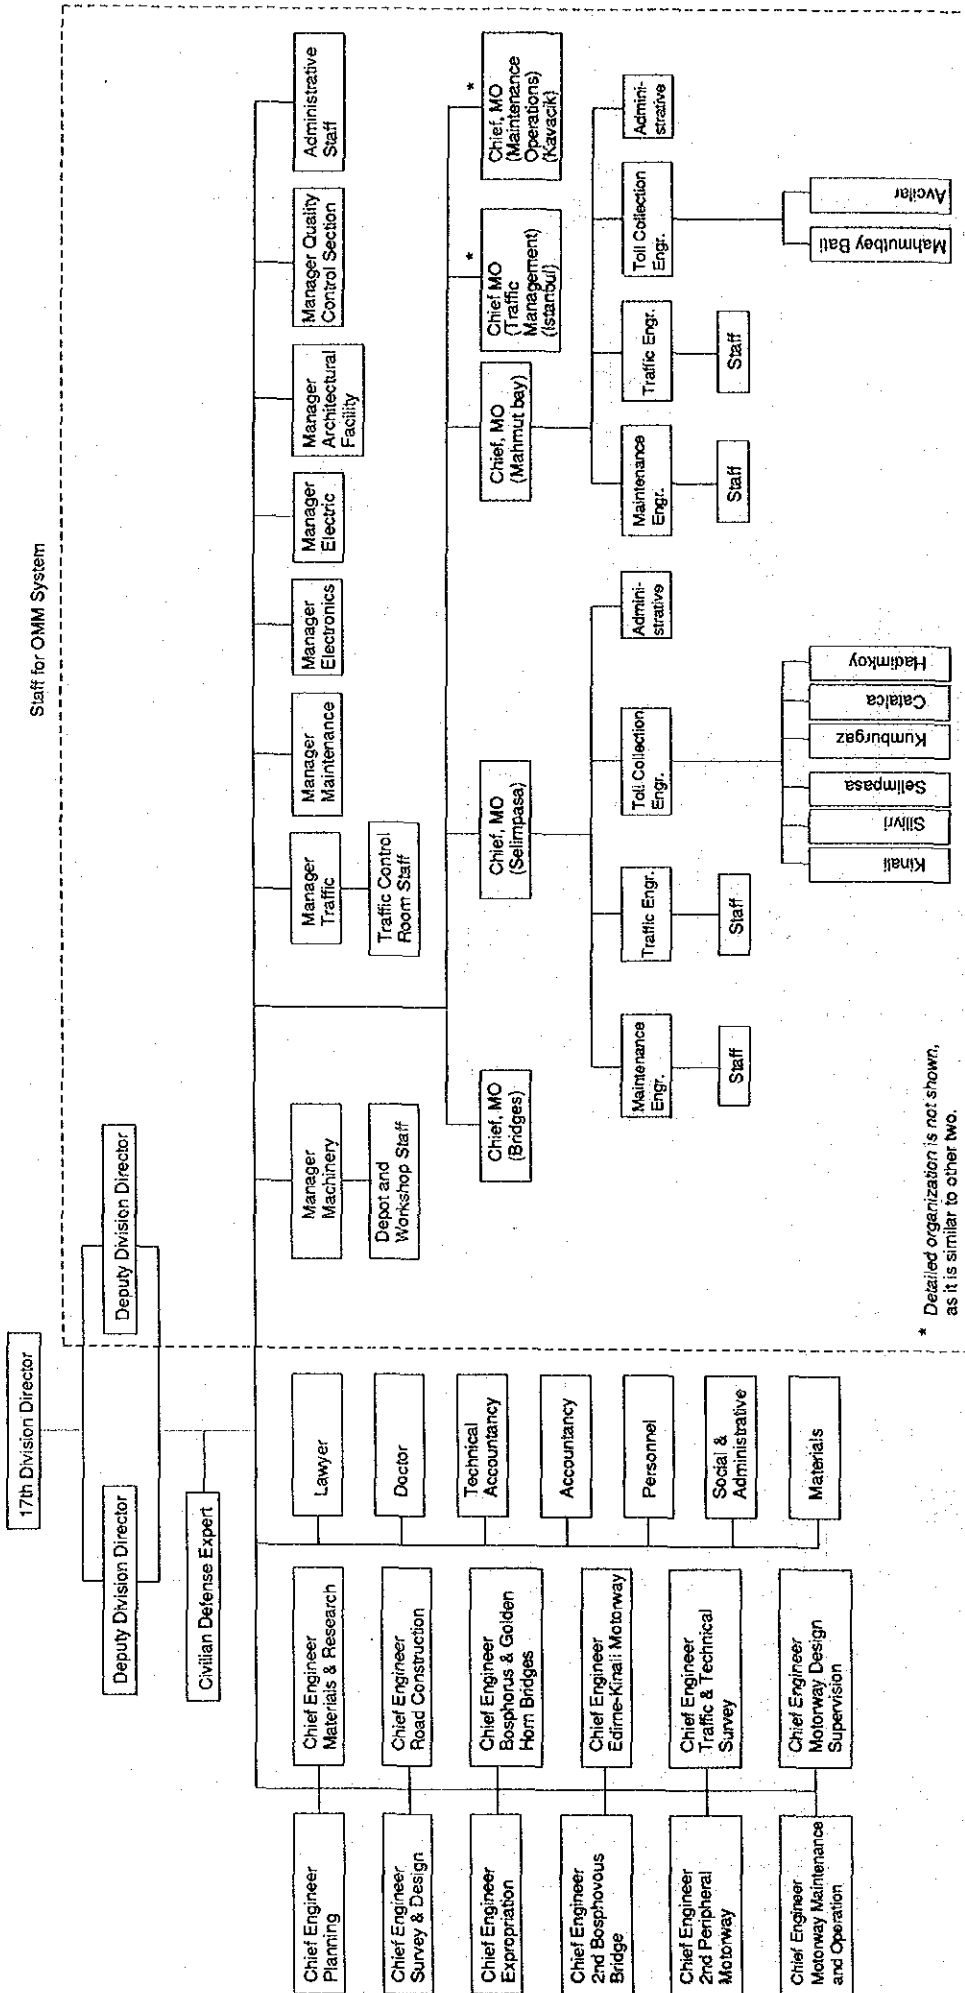 17th Division Director
Staff for OMM System
Deputy Division Director
Deputy Division Director
Civilian Defense Expert
Chief Engineer
Planning
Chief Engineer
Materials & Research
Chief Engineer
Survey & Design
Chief Engineer
Road Construction
Chief Engineer
Expropriation
Chief Engineer
Bosphorus & Golden
Horn Bridges
Chief Engineer
2nd Bosphovous
Bridge
Chief Engineer
Edirne-Kinali Motorway
Chief Engineer
2nd Peripheral
Motorway
Chief Engineer
Traffic & Technical
Survey
Chief Engineer
Motorway Maintenance
and Operation
Chief Engineer
Motorway Design
Supervision
Lawyer
Doctor
Technical
Accountancy
Accountancy
Personnel
Social &
Administrative
Materials
Manager
Machinery
Depot and
Workshop Staff
Manager
Traffic
Traffic Control
Room Staff
Manager
Maintenance
Manager
Electronics
Manager
Electric
Manager
Architectural
Facility
Manager Quality
Control Section
Administrative
Staff
Chief, MO
(Bridges)
Chief, MO
(Selimpasa)
Chief, MO
(Mahmut bay)
*
Chief MO
(Traffic
Management)
(Istanbul)
*
Chief, MO
(Maintenance
Operations)
(Kavacik)
Maintenance
Engr.
Staff
Traffic Engr.
Staff
Toll Collection
Engr.
Admini-
strative
Kinali
Silivri
Selimpasa
Kumburgaz
Catalca
Hadimkoy
Maintenance
Engr.
Staff
Traffic Engr.
Staff
Toll Collection
Engr.
Admini-
strative
Mahmutbey Bati
Avcilar
* Detailed organization is not shown,
as it is similar to other two.